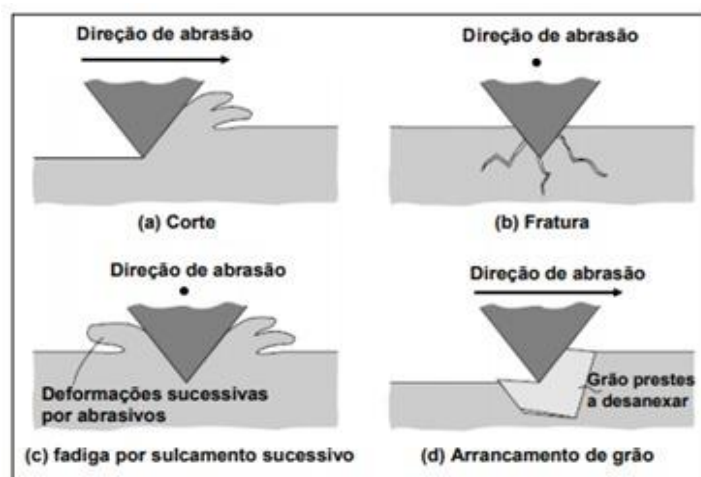 Direção de abrasão
(a) Corte
Direção de abrasão
(b) Fratura
Direção de abrasão
Deformações sucessivas
por abrasivos
(c) fadiga por sulcamento sucessivo
Direção de abrasão
Grão prestes
a desanexar
(d) Arrancamento de grão